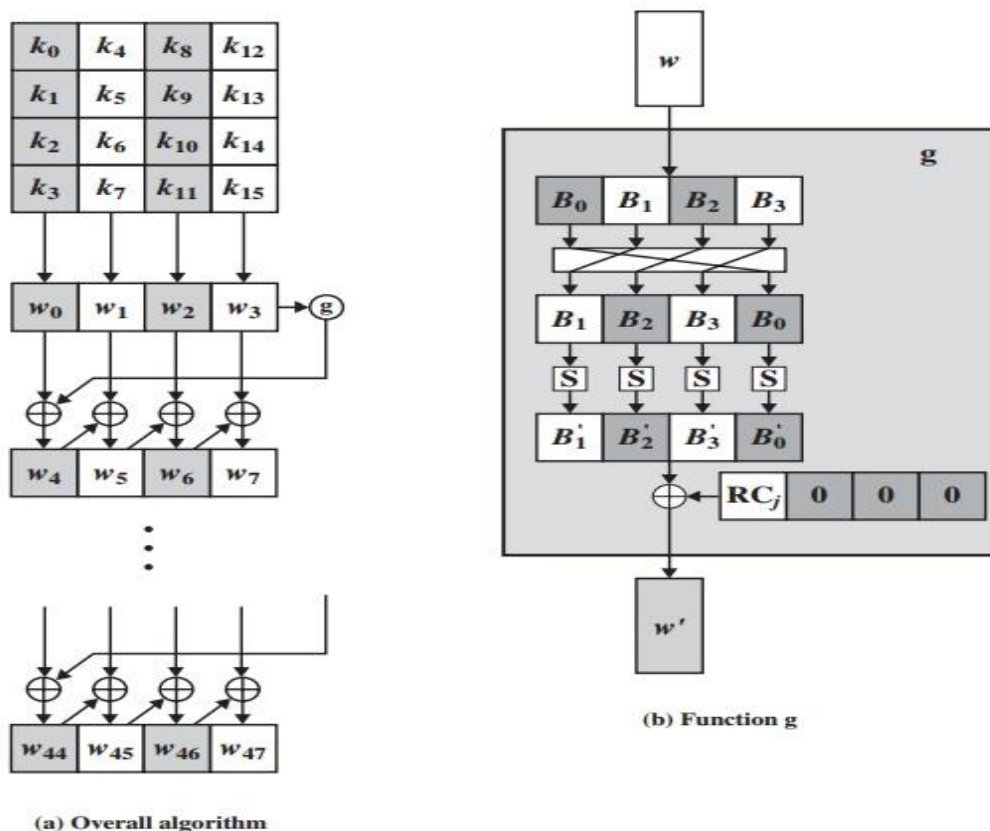 k0 k4 k8 k12
k1 k5 k9 k13
k2 k6 k10 k14
k3 k7 k11 k15
w0 w1 w2 w3 g
w4 w5 w6 w7
w44 w45 w46 w47
(a) Overall algorithm
w
g
B0 B1 B2 B3
B1 B2 B3 B0
S S S S
B'1 B'2 B'3 B'0
RCj 0 0 0
w'
(b) Function g